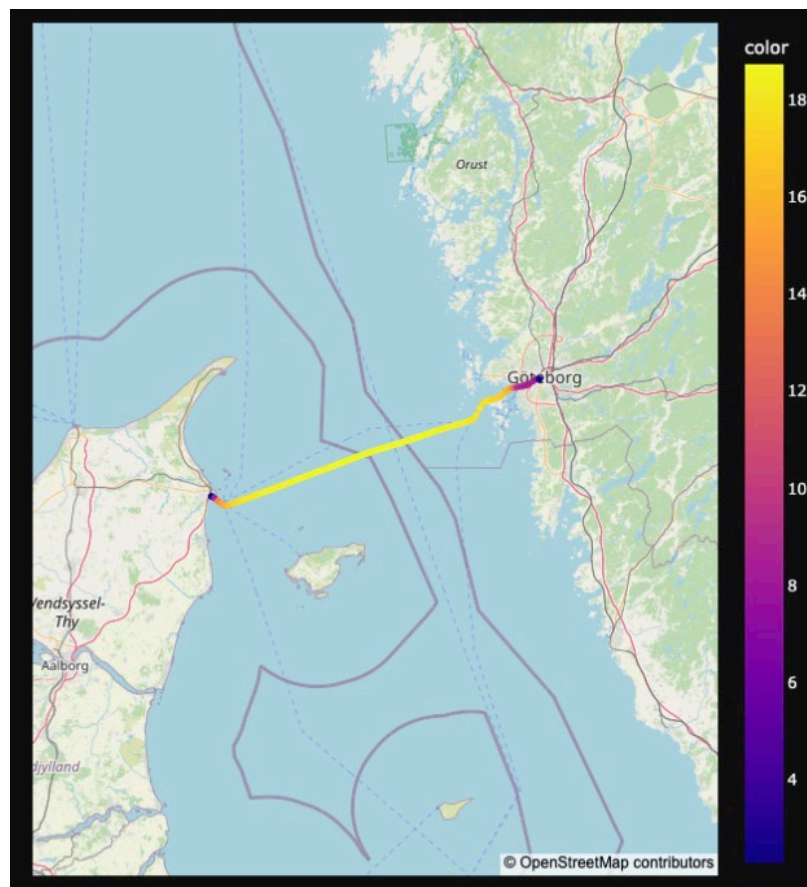 color
18
16
14
12
10
8
6
4
Orust
Göteborg
Vendsyssel-
Thy
Aalborg
djylland
© OpenStreetMap contributors